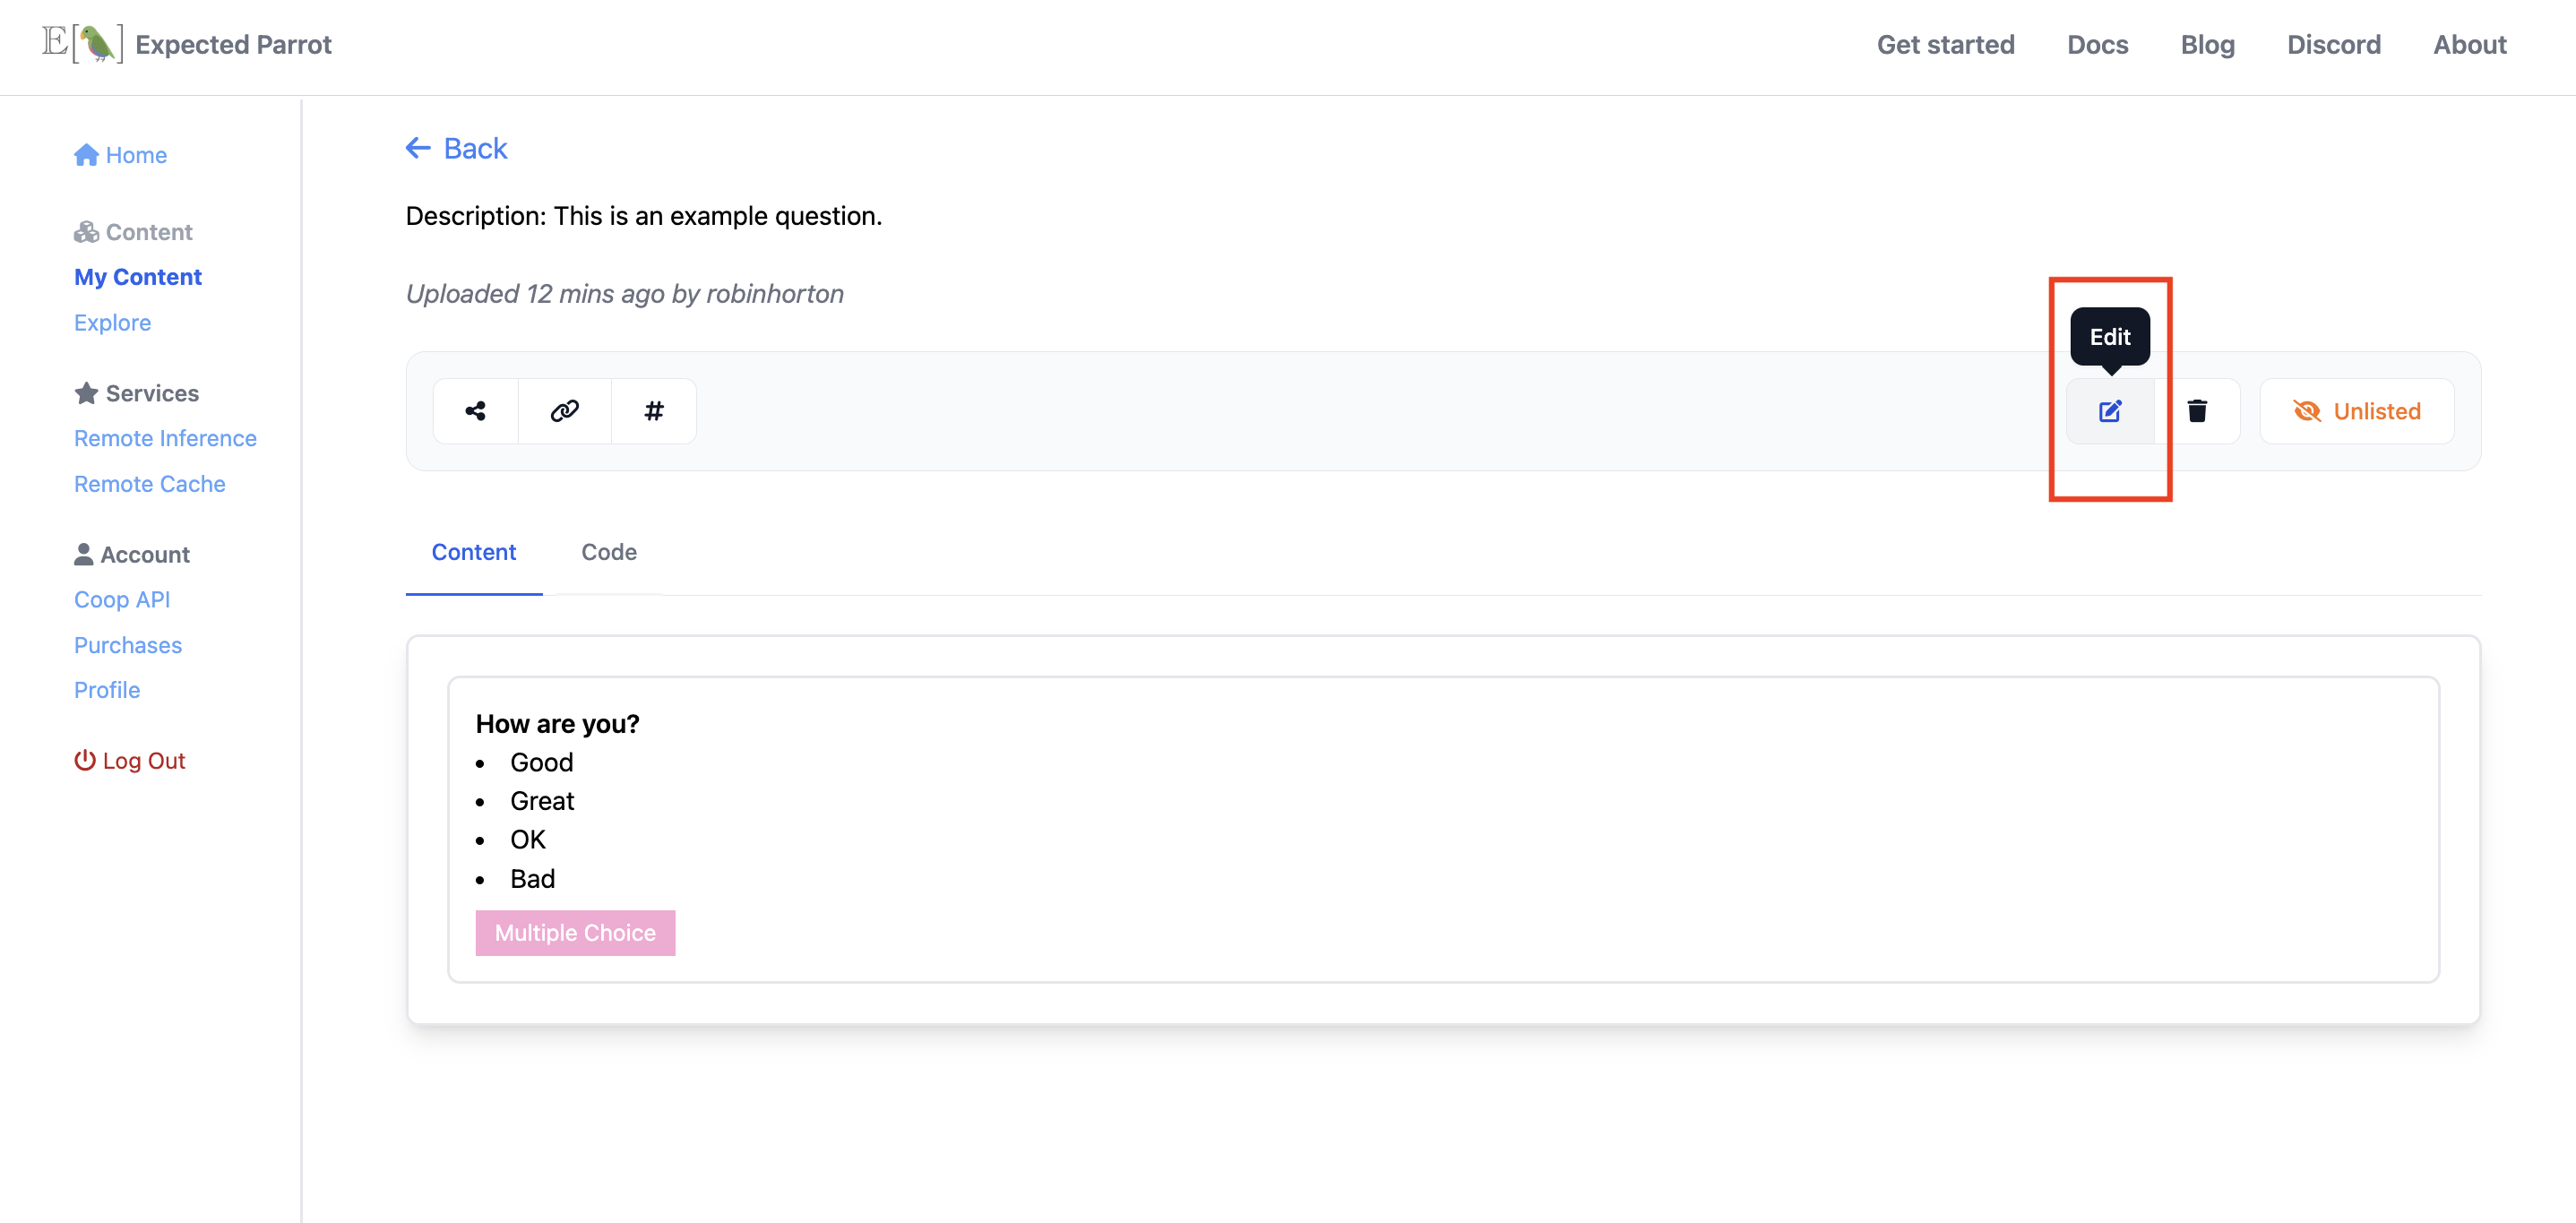 E[ ] Expected Parrot
Get started
Docs
Blog
Discord
About
Home
Content
My Content
Explore
Services
Remote Inference
Remote Cache
Account
Coop API
Purchases
Profile
Log Out
← Back
Description: This is an example question.
Uploaded 12 mins ago by robinhorton
#
Edit
Unlisted
Content
Code
How are you?
• Good
• Great
• OK
• Bad
Multiple Choice